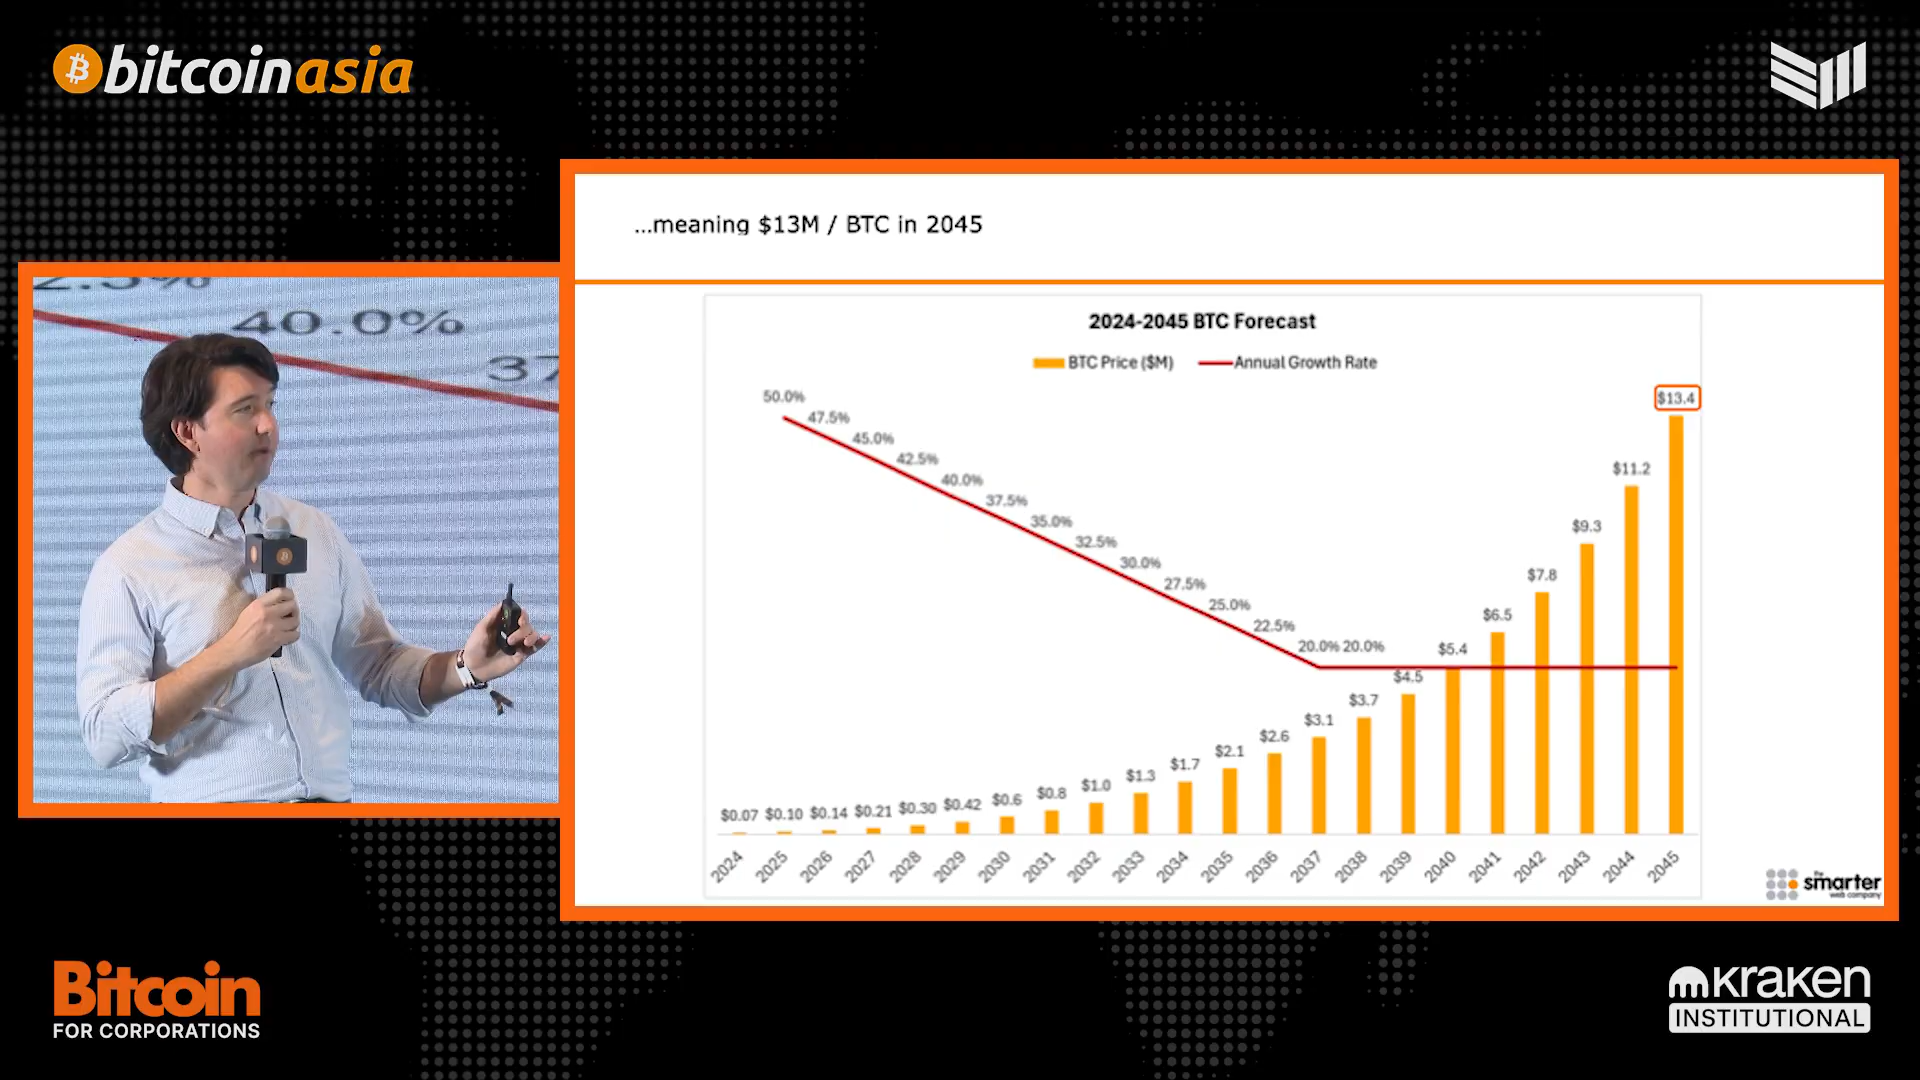 bitcoinasia
2.5%
40.0%
37
...meaning $13M / BTC in 2045
2024-2045 BTC Forecast
BTC Price ($M) Annual Growth Rate
50.0%
47.5%
45.0%
42.5%
40.0%
37.5%
35.0%
32.5%
30.0%
27.5%
25.0%
22.5%
20.0% 20.0%
$0.07 $0.10 $0.14 $0.21 $0.30 $0.42 $0.6 $0.8 $1.0 $1.3 $1.7 $2.1 $2.6 $3.1 $3.7 $4.5 $5.4 $6.5 $7.8 $9.3 $11.2 $13.4
2024 2025 2026 2027 2028 2029 2030 2031 2032 2033 2034 2035 2036 2037 2038 2039 2040 2041 2042 2043 2044 2045
the
smarter
web company
Bitcoin
FOR CORPORATIONS
kraken
INSTITUTIONAL